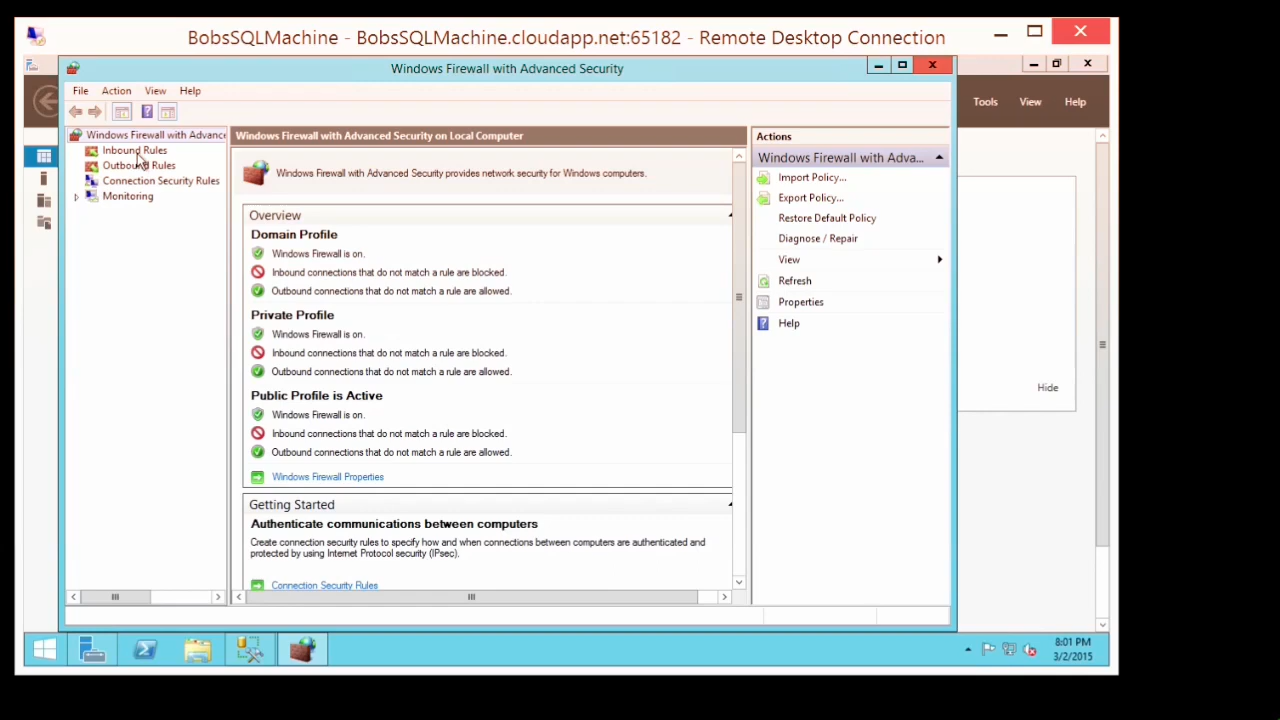 BobsSQLMachine - BobsSQLMachine.cloudapp.net:65182 - Remote Desktop Connection
Windows Firewall with Advanced Security
File Action View Help
Tools View Help
Windows Firewall with Advance
Inbound Rules
Outbound Rules
Connection Security Rules
Monitoring
Windows Firewall with Advanced Security on Local Computer
Windows Firewall with Advanced Security provides network security for Windows computers.
Overview
Domain Profile
Windows Firewall is on.
Inbound connections that do not match a rule are blocked.
Outbound connections that do not match a rule are allowed.
Private Profile
Windows Firewall is on.
Inbound connections that do not match a rule are blocked.
Outbound connections that do not match a rule are allowed.
Public Profile is Active
Windows Firewall is on.
Inbound connections that do not match a rule are blocked.
Outbound connections that do not match a rule are allowed.
Windows Firewall Properties
Getting Started
Authenticate communications between computers
Create connection security rules to specify how and when connections between computers are authenticated and
protected by using Internet Protocol security (IPsec).
Connection Security Rules
Actions
Windows Firewall with Adva...
Import Policy...
Export Policy...
Restore Default Policy
Diagnose / Repair
View
Refresh
Properties
Help
Hide
8:01 PM
3/2/2015